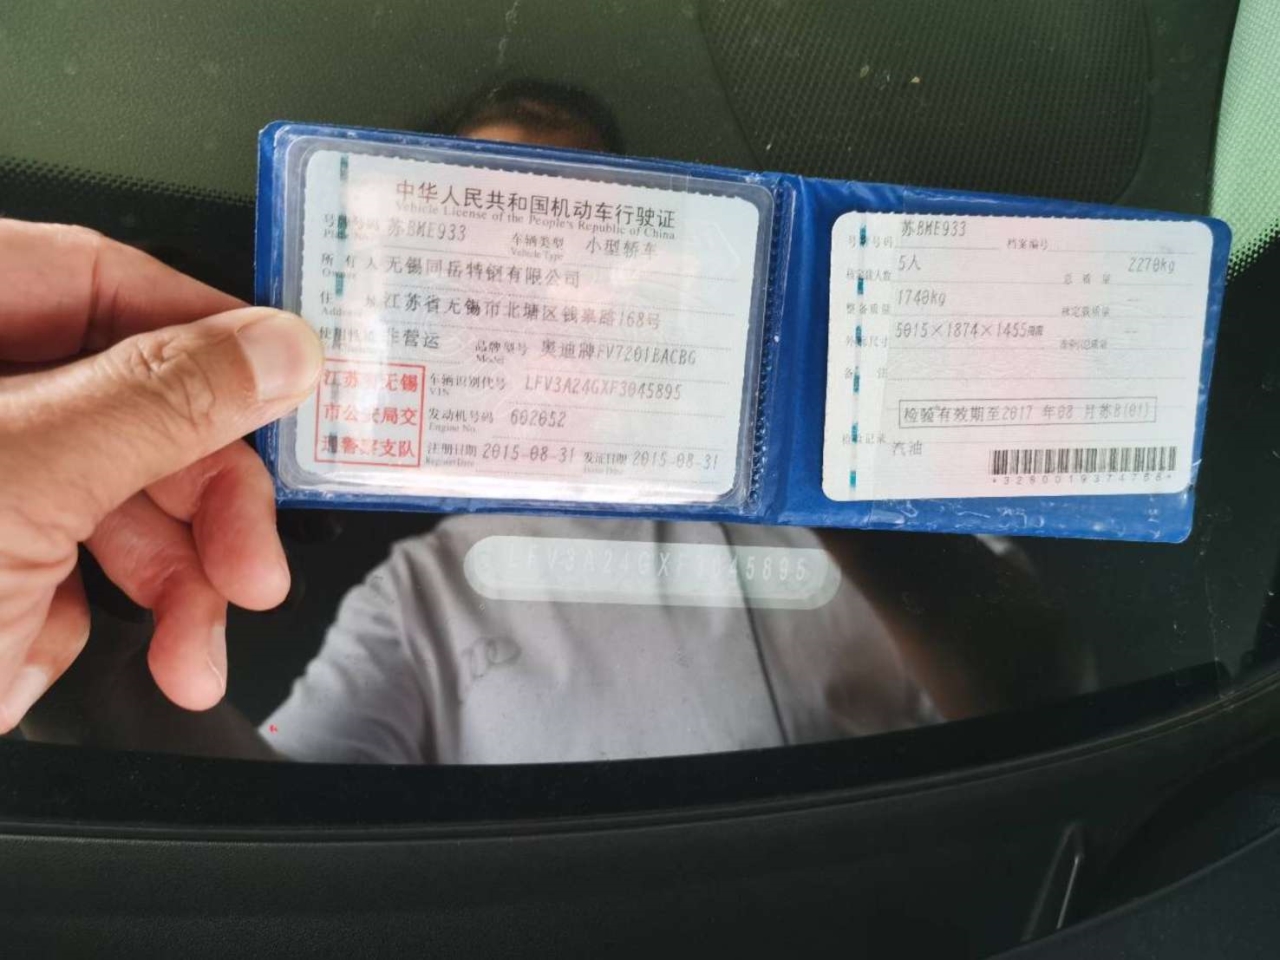 中华人民共和国机动车行驶证
Vehicle License of the People's Republic of China
号牌号码 苏BME933 车辆类型 小型轿车
Plate No. Vehicle Type
所有人 无锡同岳特钢有限公司
Owner
住 址 江苏省无锡市北塘区钱皋路168号
Address
使用性质 非营运 品牌型号 奥迪牌FV7201BACBG
Model
江苏省无锡
市公安局交
通警察支队
车辆识别代号 LFV3A24GXF3045895
VIN
发动机号码 602052
Engine No.
注册日期 2015-08-31 发证日期 2015-08-31
Register Date Issue Date
号牌号码 苏BME933 档案编号
核定载人数 5人 总质量 2270kg
整备质量 1740kg 核定载质量 --
外廓尺寸 5015×1874×1455mm 准牵引总质量 --
备 注
检验有效期至2017年08月苏B(01)
检验记录
汽油
*3280019374756*
LFV3A24GXF3045895